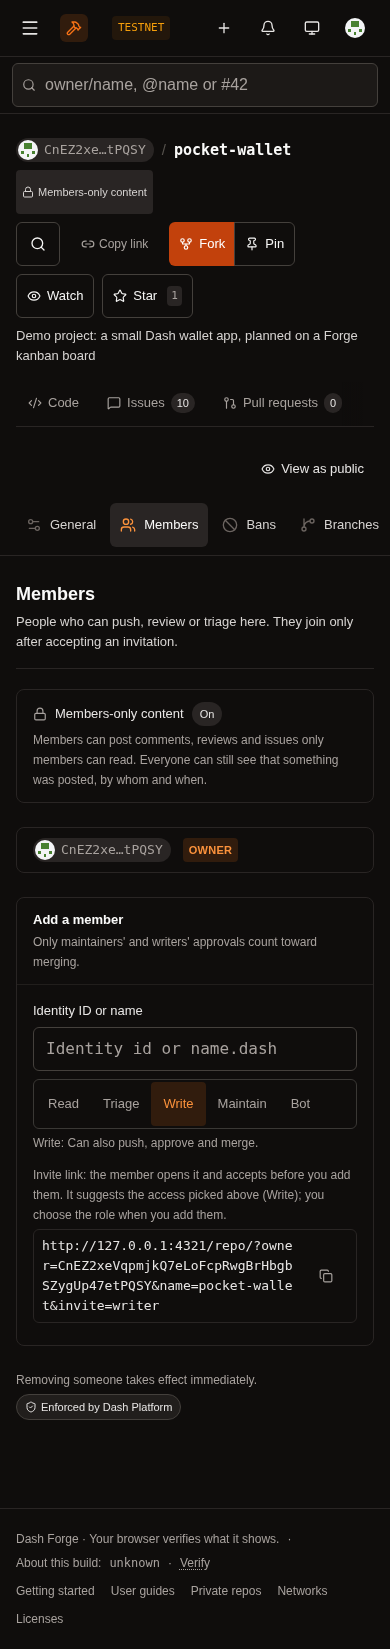 TESTNET
owner/name, @name or #42
CnEZ2xe…tPQSY / pocket-wallet
Members-only content
Copy link Fork Pin
Watch Star 1
Demo project: a small Dash wallet app, planned on a Forge
kanban board
Code Issues 10 Pull requests 0
View as public
General Members Bans Branches
Members
People who can push, review or triage here. They join only
after accepting an invitation.
Members-only content On
Members can post comments, reviews and issues only
members can read. Everyone can still see that something
was posted, by whom and when.
CnEZ2xe…tPQSY OWNER
Add a member
Only maintainers' and writers' approvals count toward
merging.
Identity ID or name
Identity id or name.dash
Read Triage Write Maintain Bot
Write: Can also push, approve and merge.
Invite link: the member opens it and accepts before you add
them. It suggests the access picked above (Write); you
choose the role when you add them.
http://127.0.0.1:4321/repo/?owne
r=CnEZ2xeVqpmjkQ7eLoFcpRwgBrHbgb
SZygUp47etPQSY&name=pocket-walle
t&invite=writer
Removing someone takes effect immediately.
Enforced by Dash Platform
Dash Forge · Your browser verifies what it shows. ·
About this build: unknown · Verify
Getting started User guides Private repos Networks
Licenses